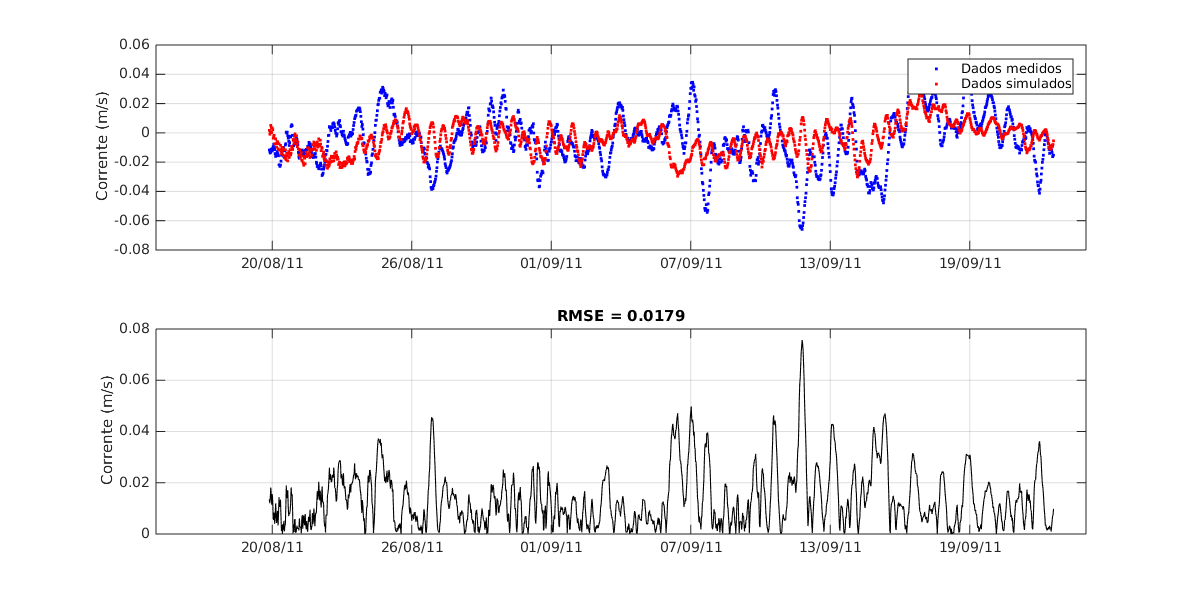 0.06
0.04
0.02
0
-0.02
-0.04
-0.06
-0.08
Corrente (m/s)
Dados medidos
Dados simulados
20/08/11 26/08/11 01/09/11 07/09/11 13/09/11 19/09/11
RMSE = 0.0179
0.08
0.06
0.04
0.02
0
Corrente (m/s)
20/08/11 26/08/11 01/09/11 07/09/11 13/09/11 19/09/11